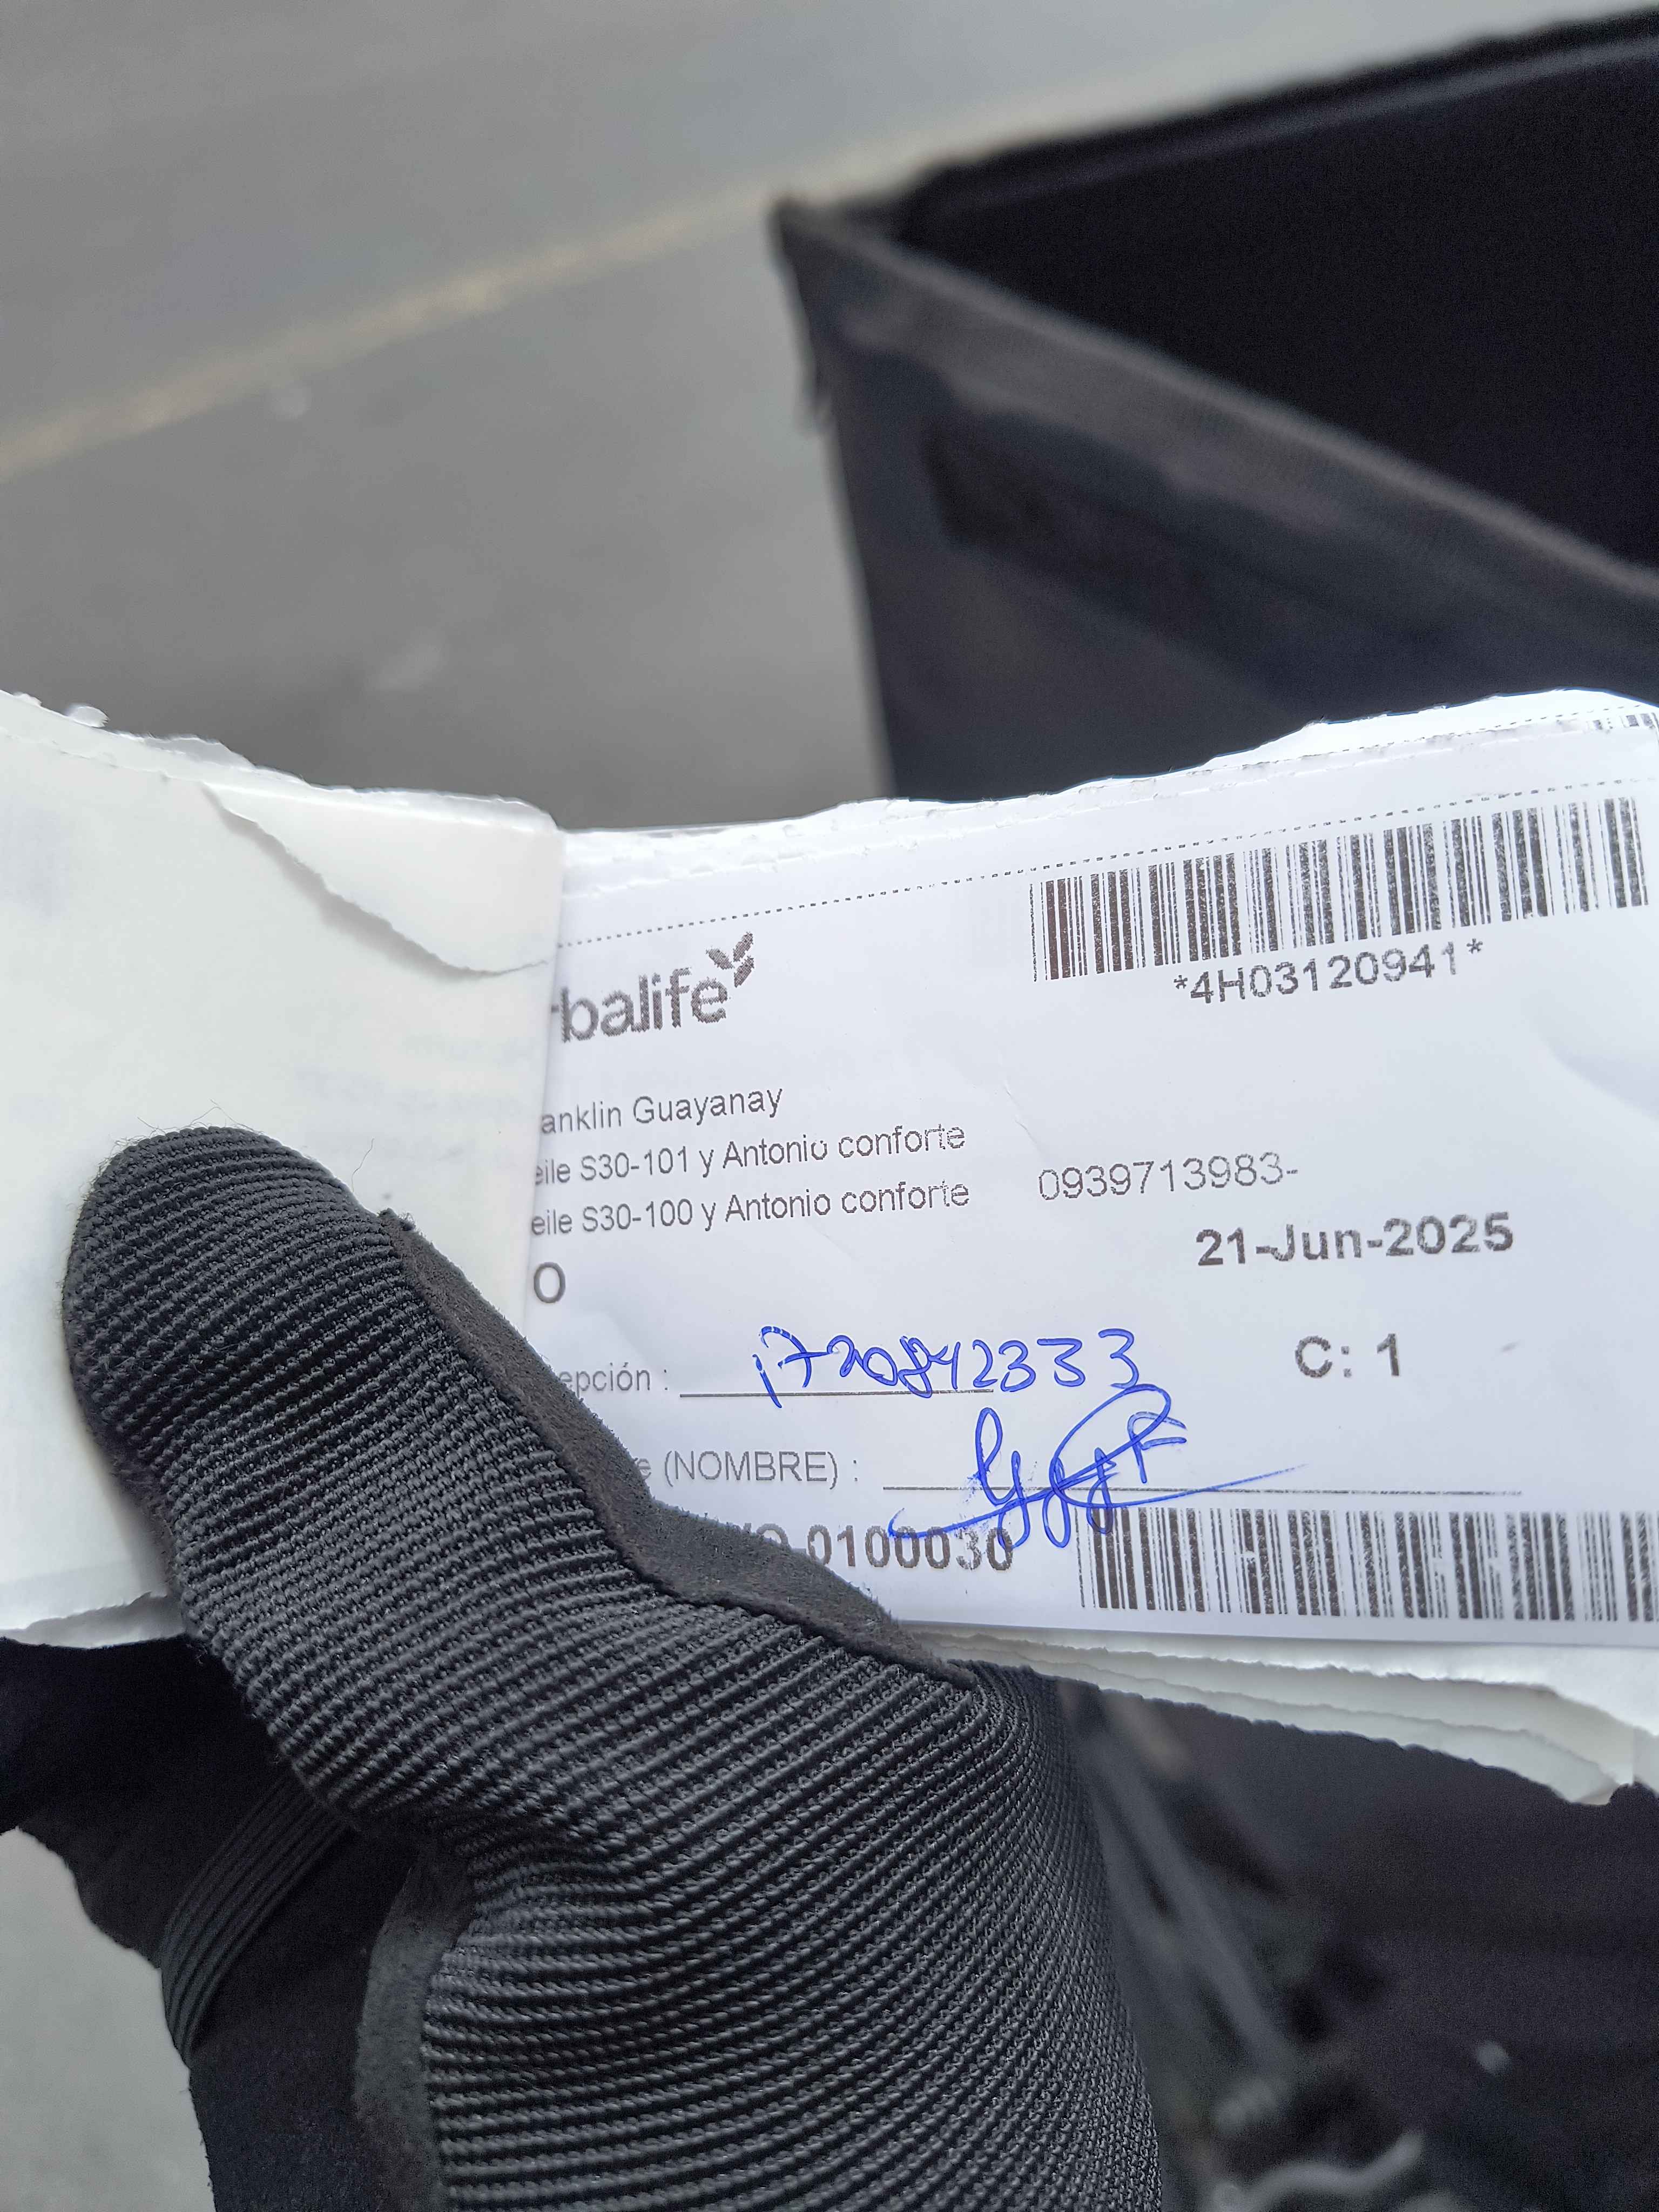 rbalife
*4H03120941*
anklin Guayanay
eile S30-101 y Antonio conforte
eile S30-100 y Antonio conforte
0939713983-
O
21-Jun-2025
epción : 1720842333
C: 1
e (NOMBRE) :
0100030